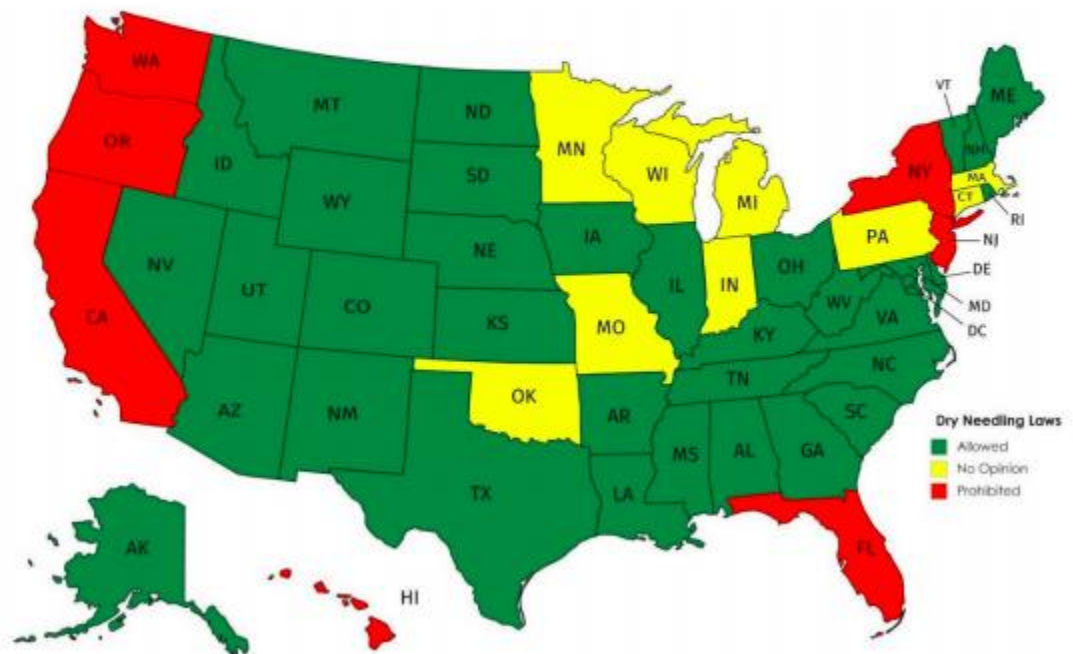 WA
MT
ND
MN
VT
ME
OR
ID
SD
WI
MI
NY
NH
MA
CT
RI
WY
IA
PA
NJ
NE
NV
UT
CO
IL
IN
OH
DE
MD
DC
WV
VA
CA
KS
MO
KY
AZ
NM
OK
AR
TN
NC
SC
MS
AL
GA
TX
LA
FL
AK
HI
Dry Needling Laws
Allowed
No Opinion
Prohibited